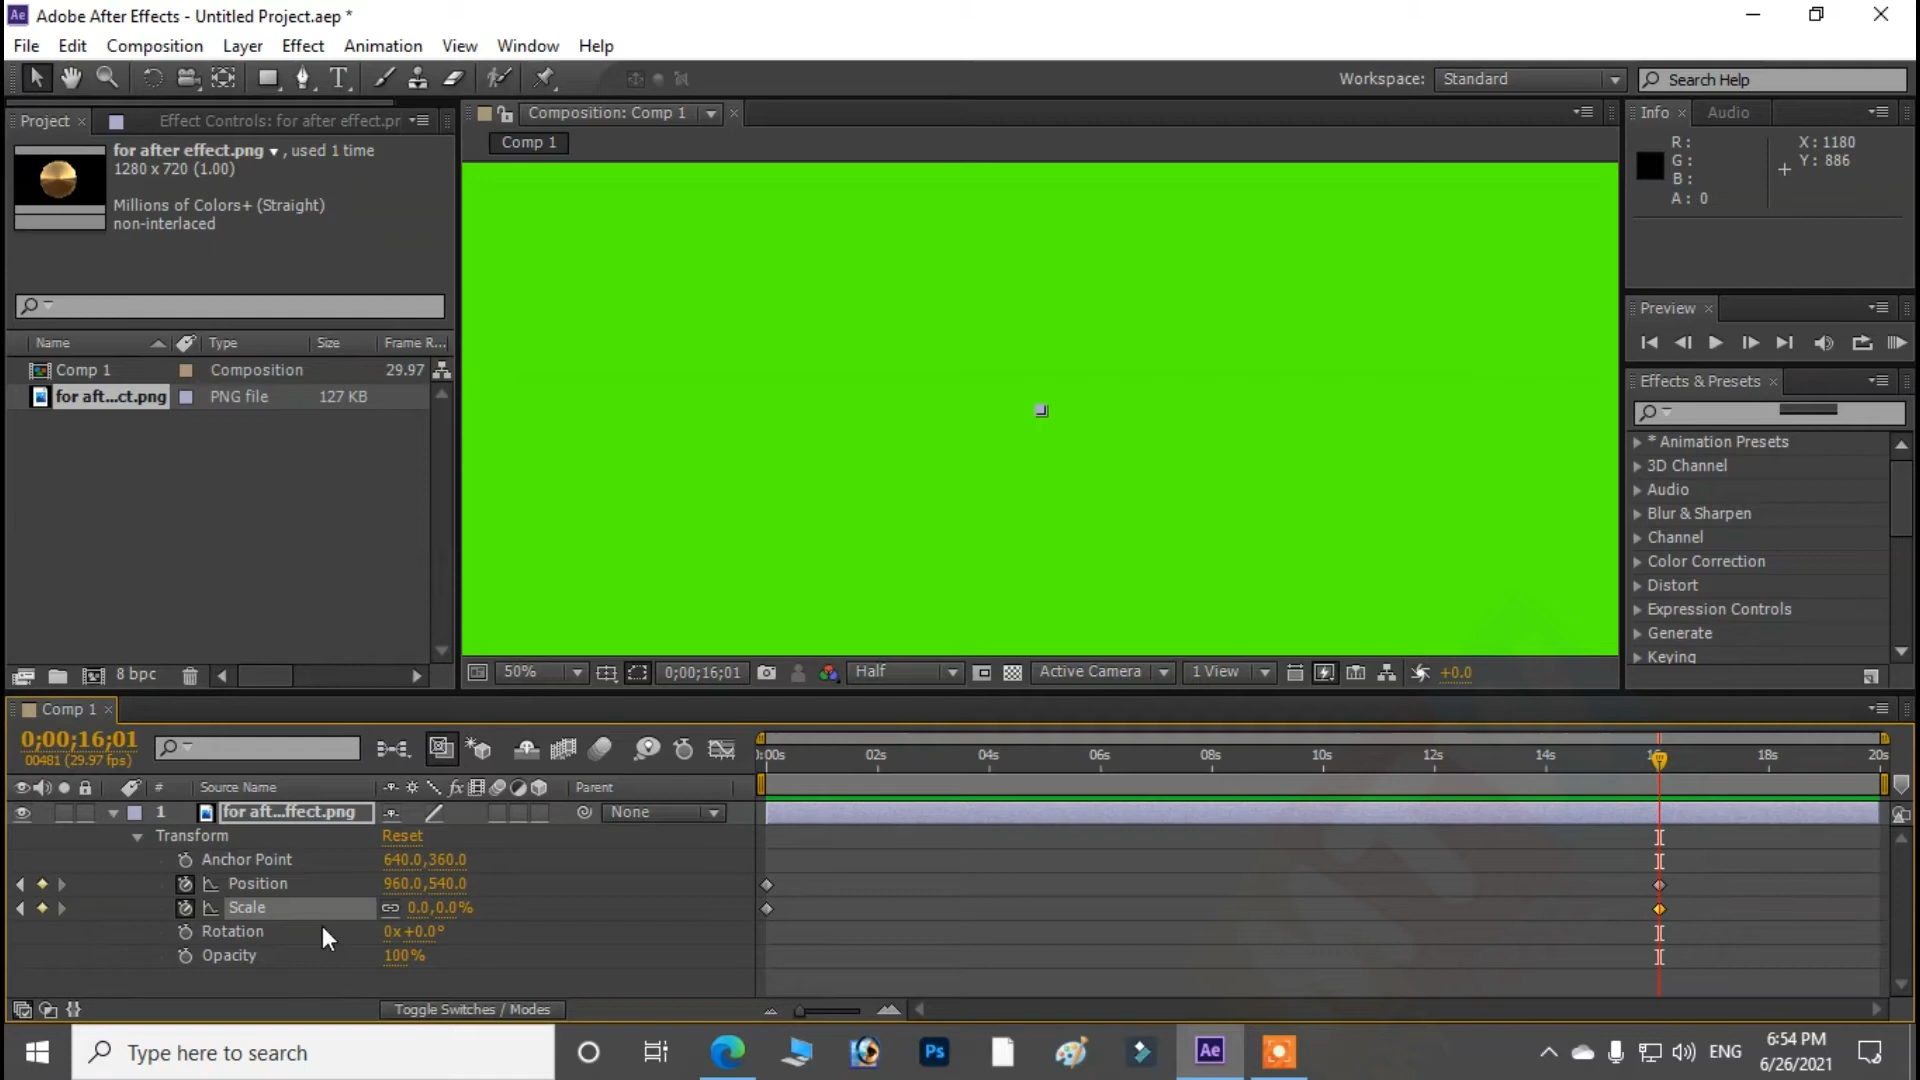 Ae Adobe After Effects - Untitled Project.aep *
File Edit Composition Layer Effect Animation View Window Help
Workspace: Standard Search Help
Project × Effect Controls: for after effect.pr
for after effect.png , used 1 time
1280 x 720 (1.00)
Millions of Colors+ (Straight)
non-interlaced
Name Type Size Frame R...
Comp 1 Composition 29.97
for aft...ct.png PNG file 127 KB
8 bpc
Composition: Comp 1 ×
Comp 1
50% 0;00;16;01 Half Active Camera 1 View +0.0
Info × Audio
R : X : 1180
G : Y : 886
B :
A : 0
Preview ×
Effects & Presets ×
* Animation Presets
3D Channel
Audio
Blur & Sharpen
Channel
Color Correction
Distort
Expression Controls
Generate
Keying
Comp 1 ×
0;00;16;01
00481 (29.97 fps)
):00s 02s 04s 06s 08s 10s 12s 14s 16s 18s 20s
# Source Name fx Parent
1 for aft...ffect.png None
Transform Reset
Anchor Point 640.0,360.0
Position 960.0,540.0
Scale 0.0,0.0%
Rotation 0x+0.0°
Opacity 100%
Toggle Switches / Modes
Type here to search Ps Ae ENG 6:54 PM
6/26/2021